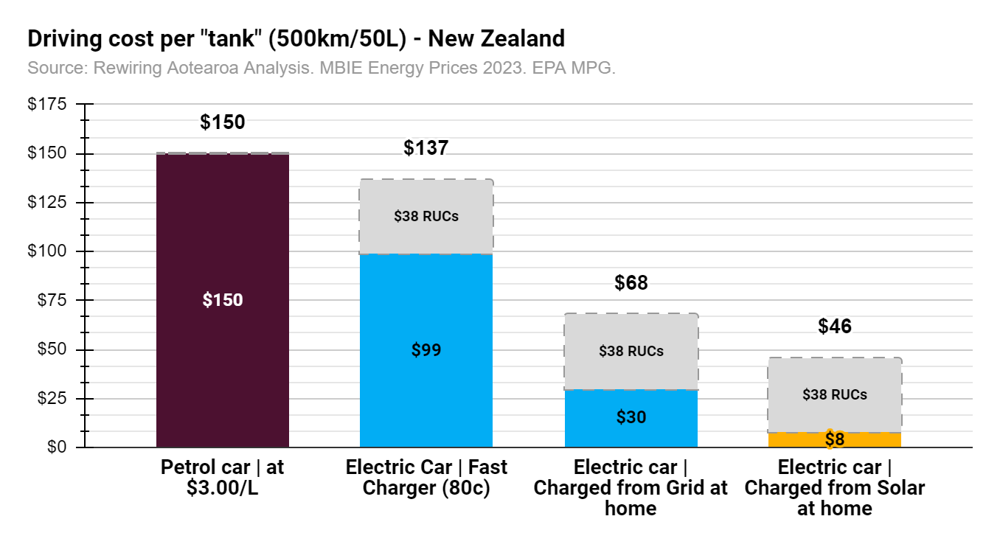 Driving cost per "tank" (500km/50L) - New Zealand
Source: Rewiring Aotearoa Analysis. MBIE Energy Prices 2023. EPA MPG.
$175
$150
$125
$100
$75
$50
$25
$0
$150
$150
$137
$38 RUCs
$99
$68
$38 RUCs
$30
$46
$38 RUCs
$8
Petrol car | at
$3.00/L
Electric Car | Fast
Charger (80c)
Electric car |
Charged from Grid at
home
Electric car |
Charged from Solar
at home